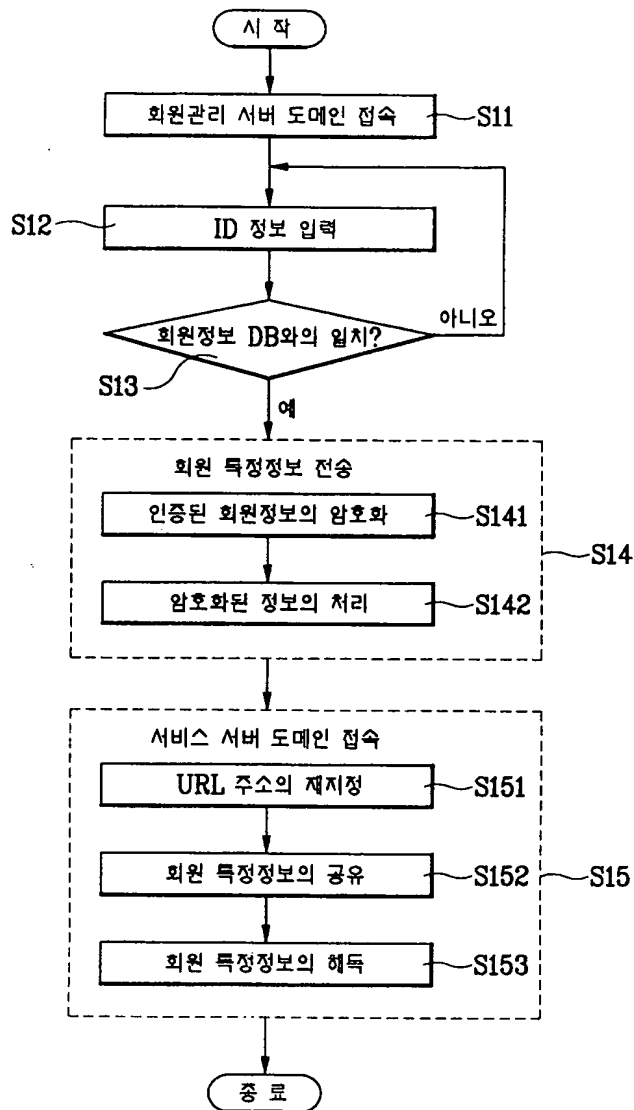 시 작
회원관리 서버 도메인 접속
S11
S12
ID 정보 입력
회원정보 DB와의 일치?
아니오
S13
예
회원 특정정보 전송
인증된 회원정보의 암호화
S141
S14
암호화된 정보의 처리
S142
서비스 서버 도메인 접속
URL 주소의 재지정
S151
회원 특정정보의 공유
S152
S15
회원 특정정보의 해독
S153
종 료